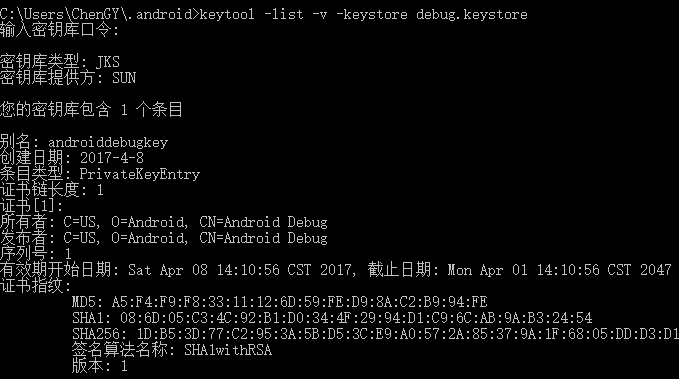 C:\Users\ChenGY\.android>keytool -list -v -keystore debug.keystore
输入密钥库口令:
密钥库类型: JKS
密钥库提供方: SUN
您的密钥库包含 1 个条目
别名: androiddebugkey
创建日期: 2017-4-8
条目类型: PrivateKeyEntry
证书链长度: 1
证书[1]:
所有者: C=US, O=Android, CN=Android Debug
发布者: C=US, O=Android, CN=Android Debug
序列号: 1
有效期开始日期: Sat Apr 08 14:10:56 CST 2017, 截止日期: Mon Apr 01 14:10:56 CST 2047
证书指纹:
MD5: A5:F4:F9:F8:33:11:12:6D:59:FE:D9:8A:C2:B9:94:FE
SHA1: 08:6D:05:C3:4C:92:B1:D0:34:4F:29:94:D1:C9:6C:AB:9A:B3:24:54
SHA256: 1D:B5:3D:77:C2:95:3A:5B:D5:3C:E9:A0:57:2A:85:37:9A:1F:68:05:DD:D3:D1
签名算法名称: SHA1withRSA
版本: 1